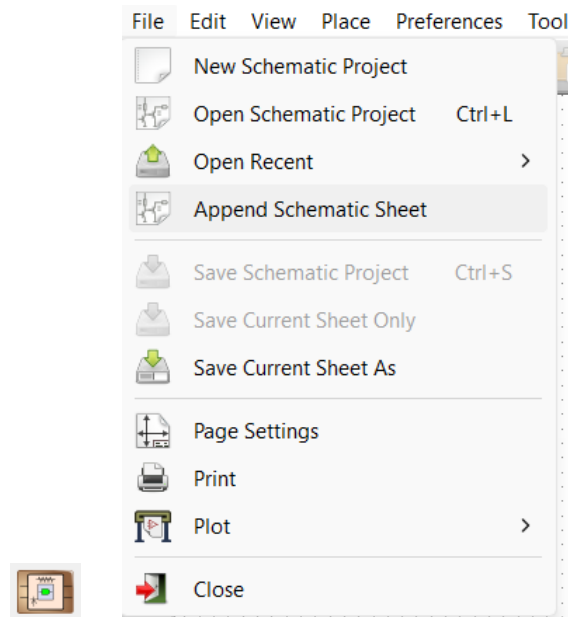 File Edit View Place Preferences Tool
New Schematic Project
Open Schematic Project Ctrl+L
Open Recent
Append Schematic Sheet
Save Schematic Project Ctrl+S
Save Current Sheet Only
Save Current Sheet As
Page Settings
Print
Plot
Close